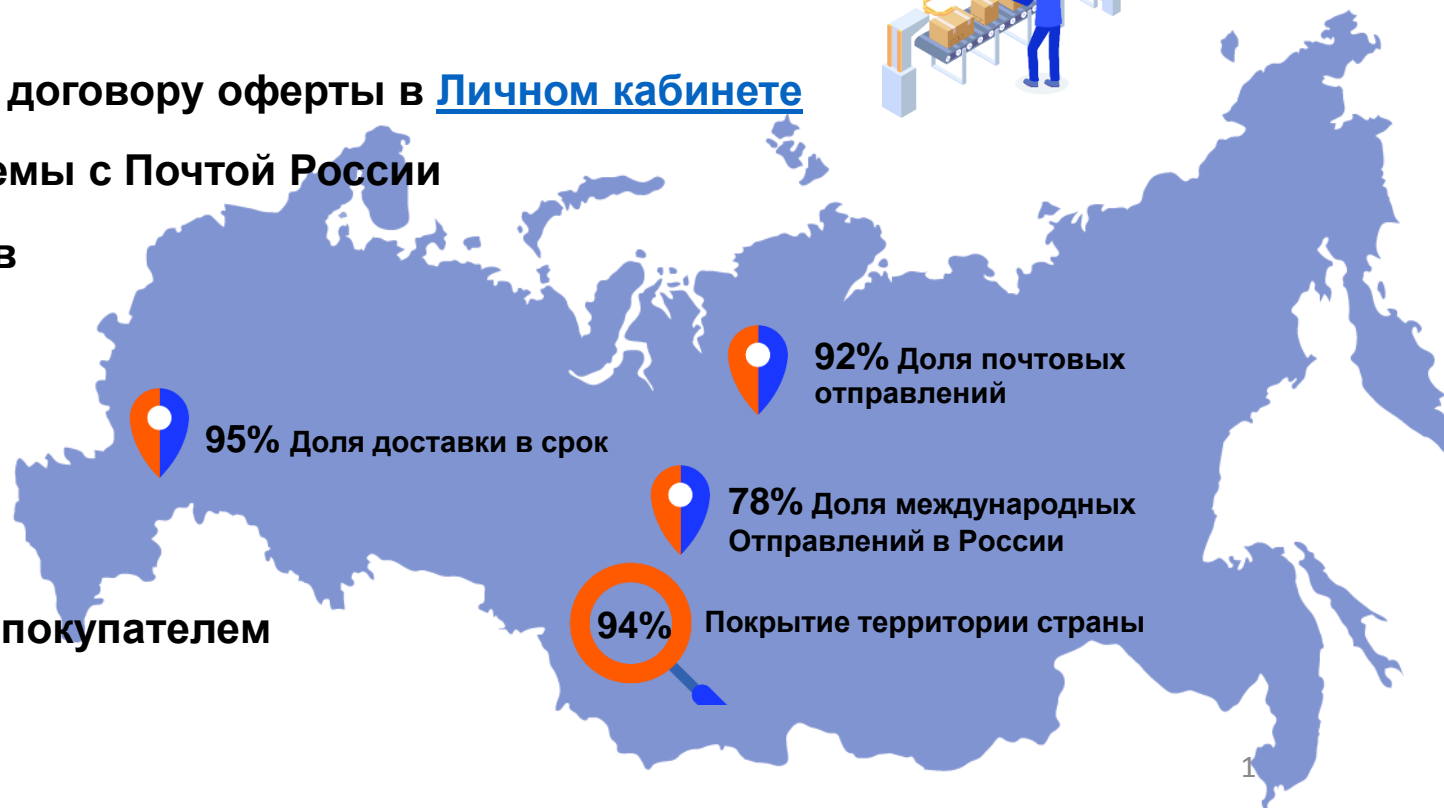 договору оферты в Личном кабинете
емы с Почтой России
в
92% Доля почтовых
отправлений
95% Доля доставки в срок
78% Доля международных
Отправлений в России
94% Покрытие территории страны
покупателем
1